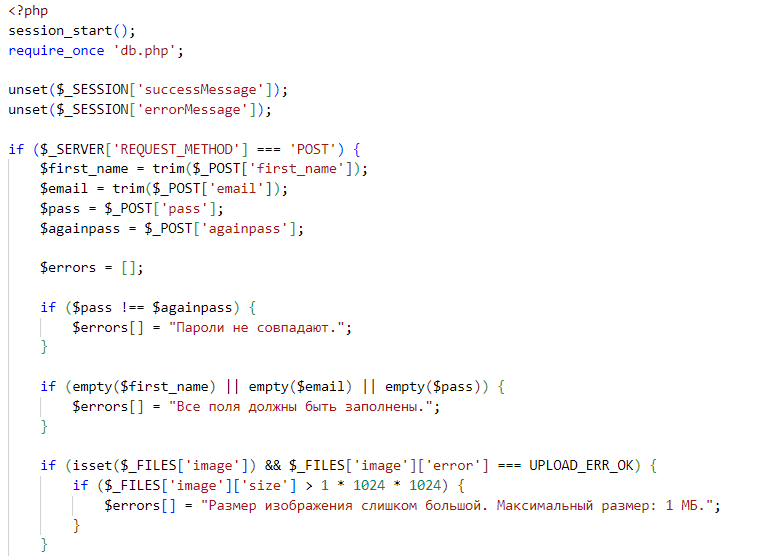 <?php
session_start();
require_once 'db.php';
unset($_SESSION['successMessage']);
unset($_SESSION['errorMessage']);
if ($_SERVER['REQUEST_METHOD'] === 'POST') {
$first_name = trim($_POST['first_name']);
$email = trim($_POST['email']);
$pass = $_POST['pass'];
$againpass = $_POST['againpass'];
$errors = [];
if ($pass !== $againpass) {
$errors[] = "Пароли не совпадают.";
}
if (empty($first_name) || empty($email) || empty($pass)) {
$errors[] = "Все поля должны быть заполнены.";
}
if (isset($_FILES['image']) && $_FILES['image']['error'] === UPLOAD_ERR_OK) {
if ($_FILES['image']['size'] > 1 * 1024 * 1024) {
$errors[] = "Размер изображения слишком большой. Максимальный размер: 1 МБ.";
}
}